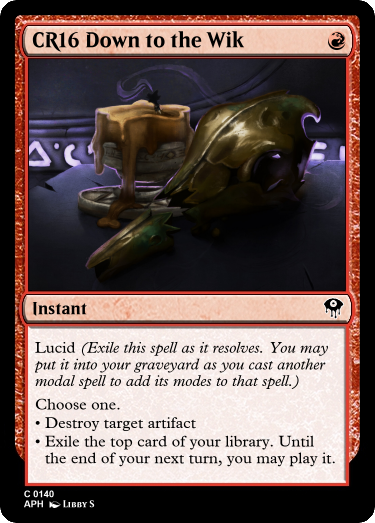 CR16 Down to the Wik
Instant
Lucid (Exile this spell as it resolves. You may
put it into your graveyard as you cast another
modal spell to add its modes to that spell.)
Choose one.
• Destroy target artifact
• Exile the top card of your library. Until
the end of your next turn, you may play it.
C 0140
APH Libby S